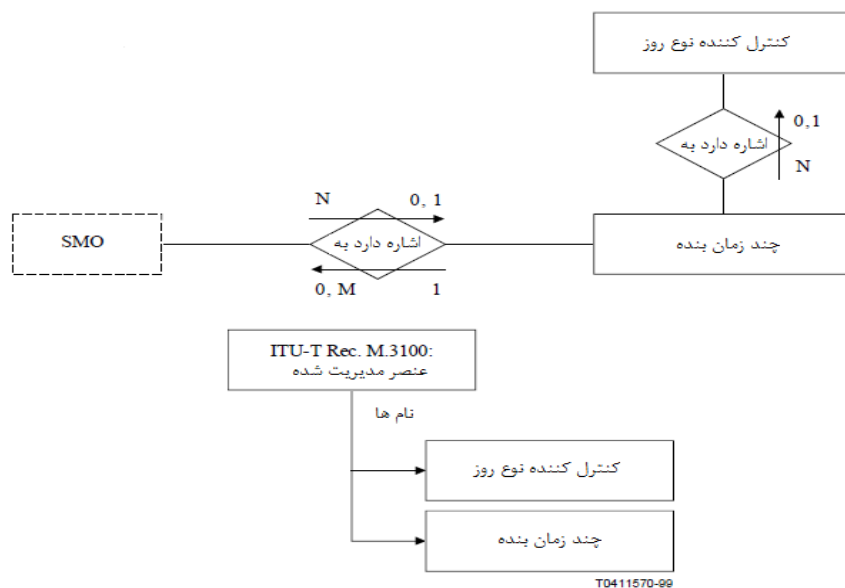 کنترل کننده نوع روز
0,1
اشاره دارد به
N
N 0, 1
SMO
اشاره دارد به
چند زمان بنده
0, M 1
ITU-T Rec. M.3100:
عنصر مدیریت شده
نام ها
کنترل کننده نوع روز
چند زمان بنده
T0411570-99